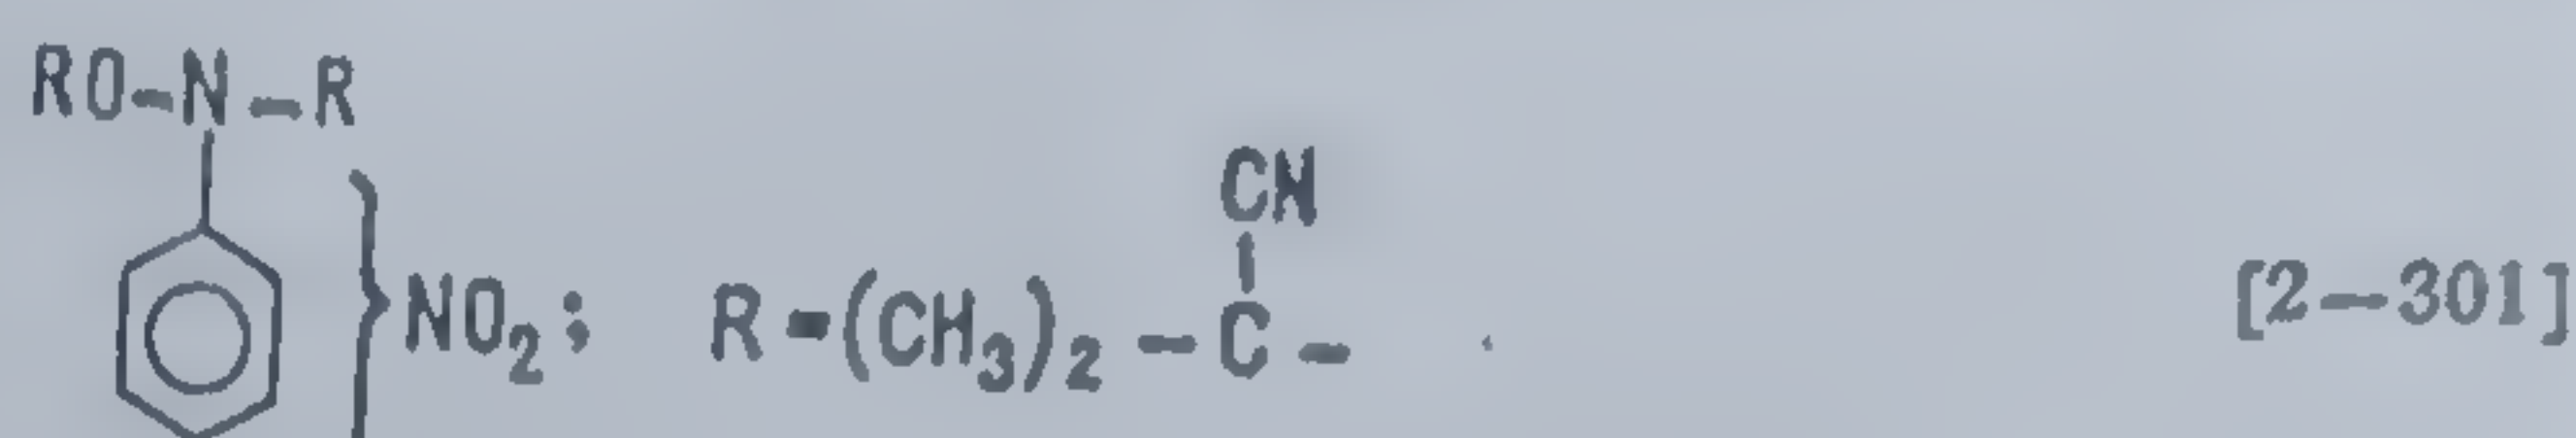 RO-N-R
CN
NO2; R=(CH3)2-C- . [2-301]